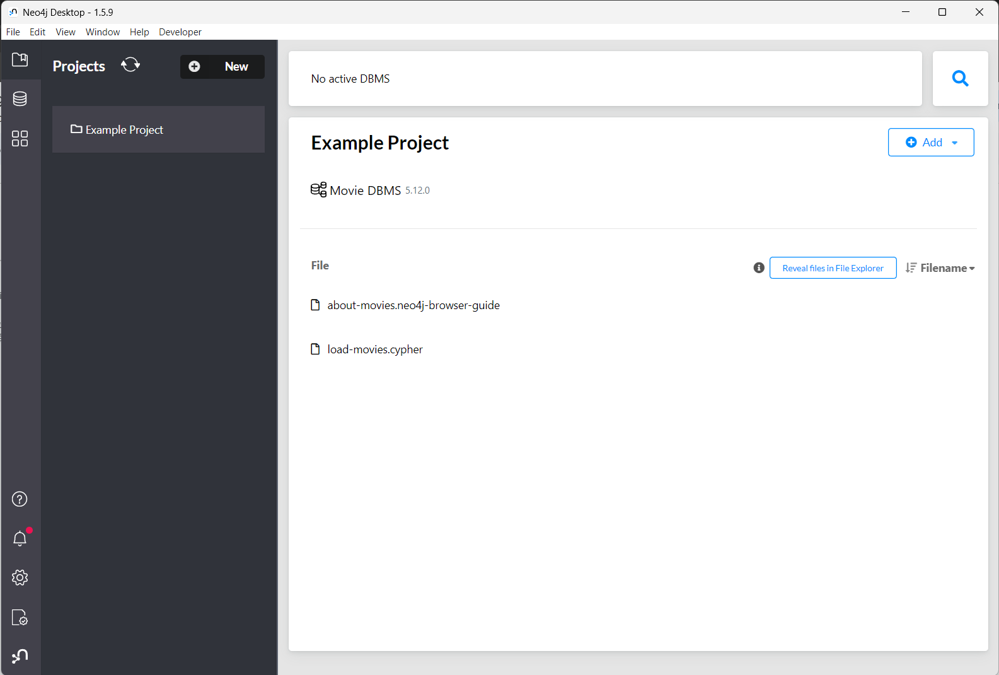 Neo4j Desktop - 1.5.9
File Edit View Window Help Developer
Projects
New
Example Project
No active DBMS
Example Project
Add
Movie DBMS 5.12.0
File
Reveal files in File Explorer
Filename
about-movies.neo4j-browser-guide
load-movies.cypher